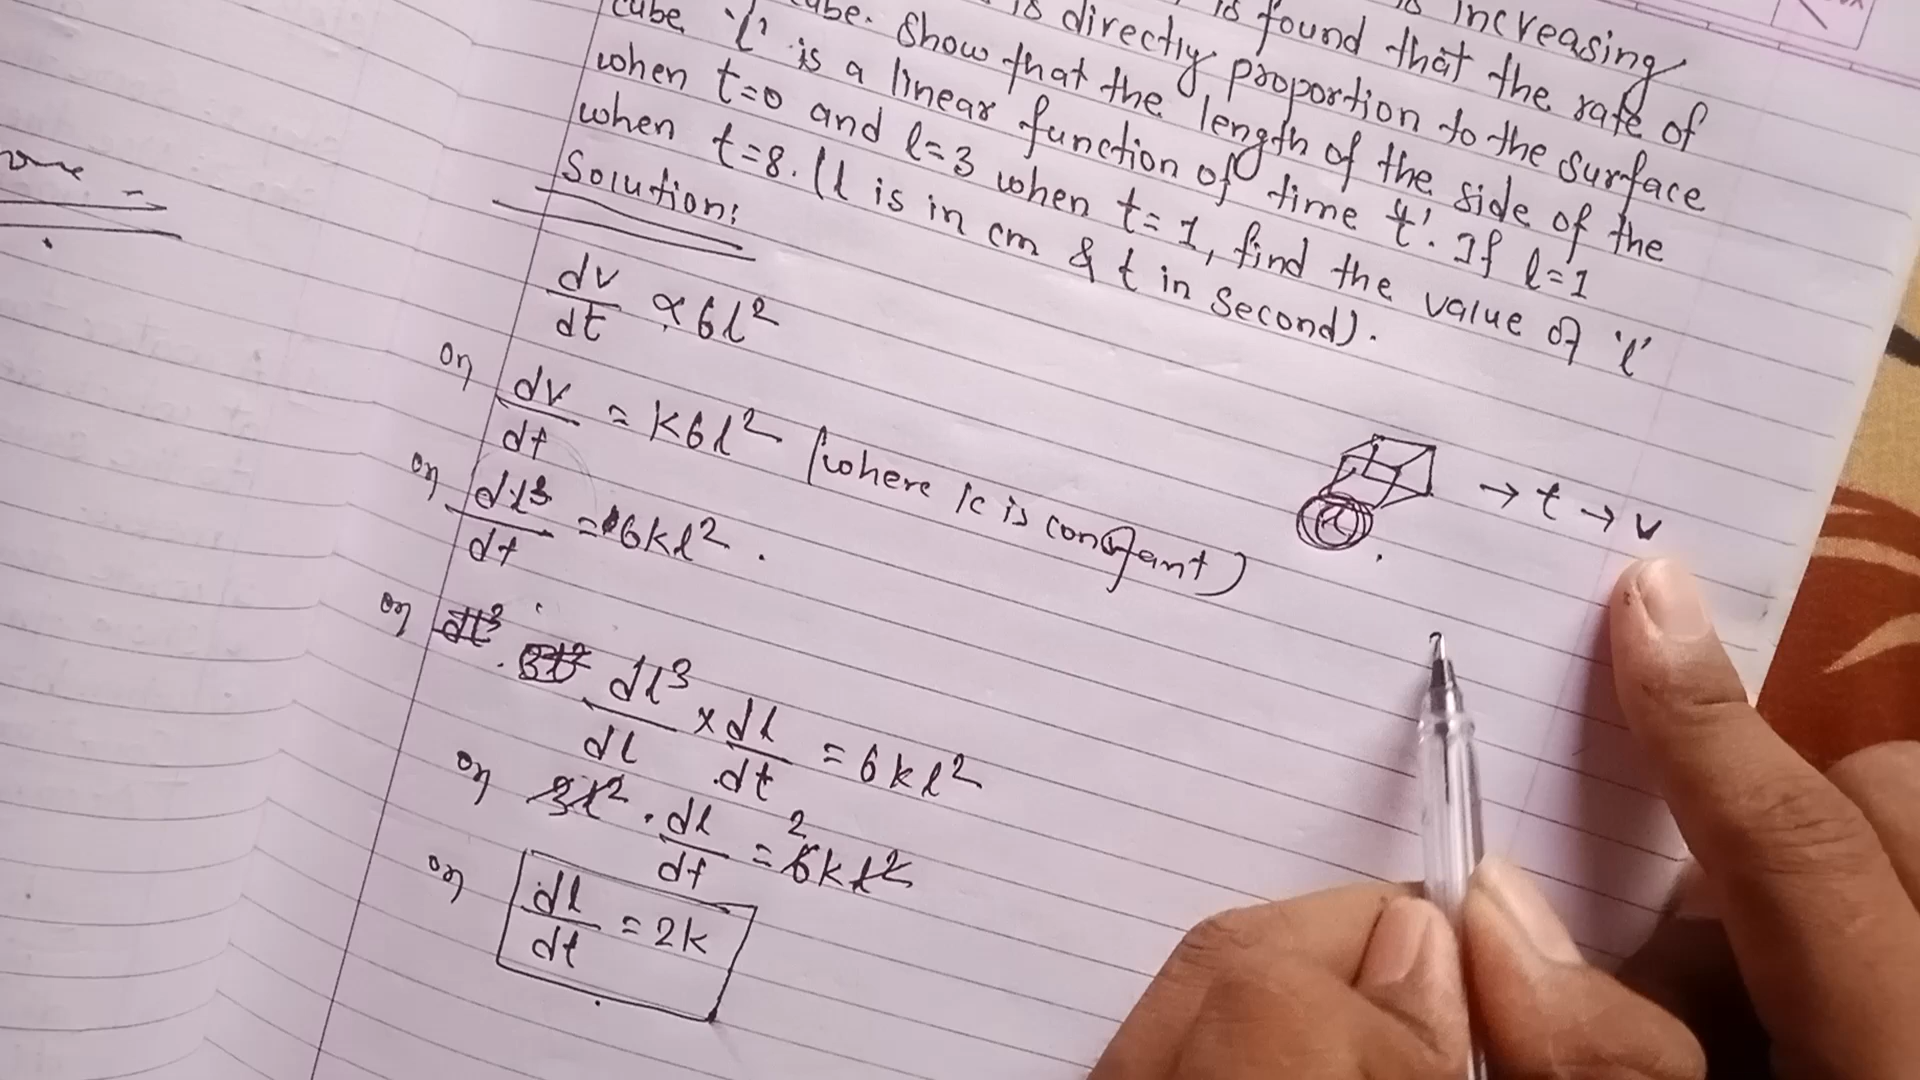 is increasing
is found that the rate of
is directly proportion to the surface
cube. Show that the length of the side of the
cube 'l' is a linear function of time 't'. If l=1
when t=0 and l=3 when t=1, find the value of 'l'
when t=8. (l is in cm & t in second).
Solution:
dv/dt ∝ 6l²
or dv/dt = k6l² (where k is constant)
→ t → v
or dl³/dt = 6kl².
or dl³/dl × dl/dt = 6kl²
or 3l² . dl/dt = 6kl² 2
or dl/dt = 2k